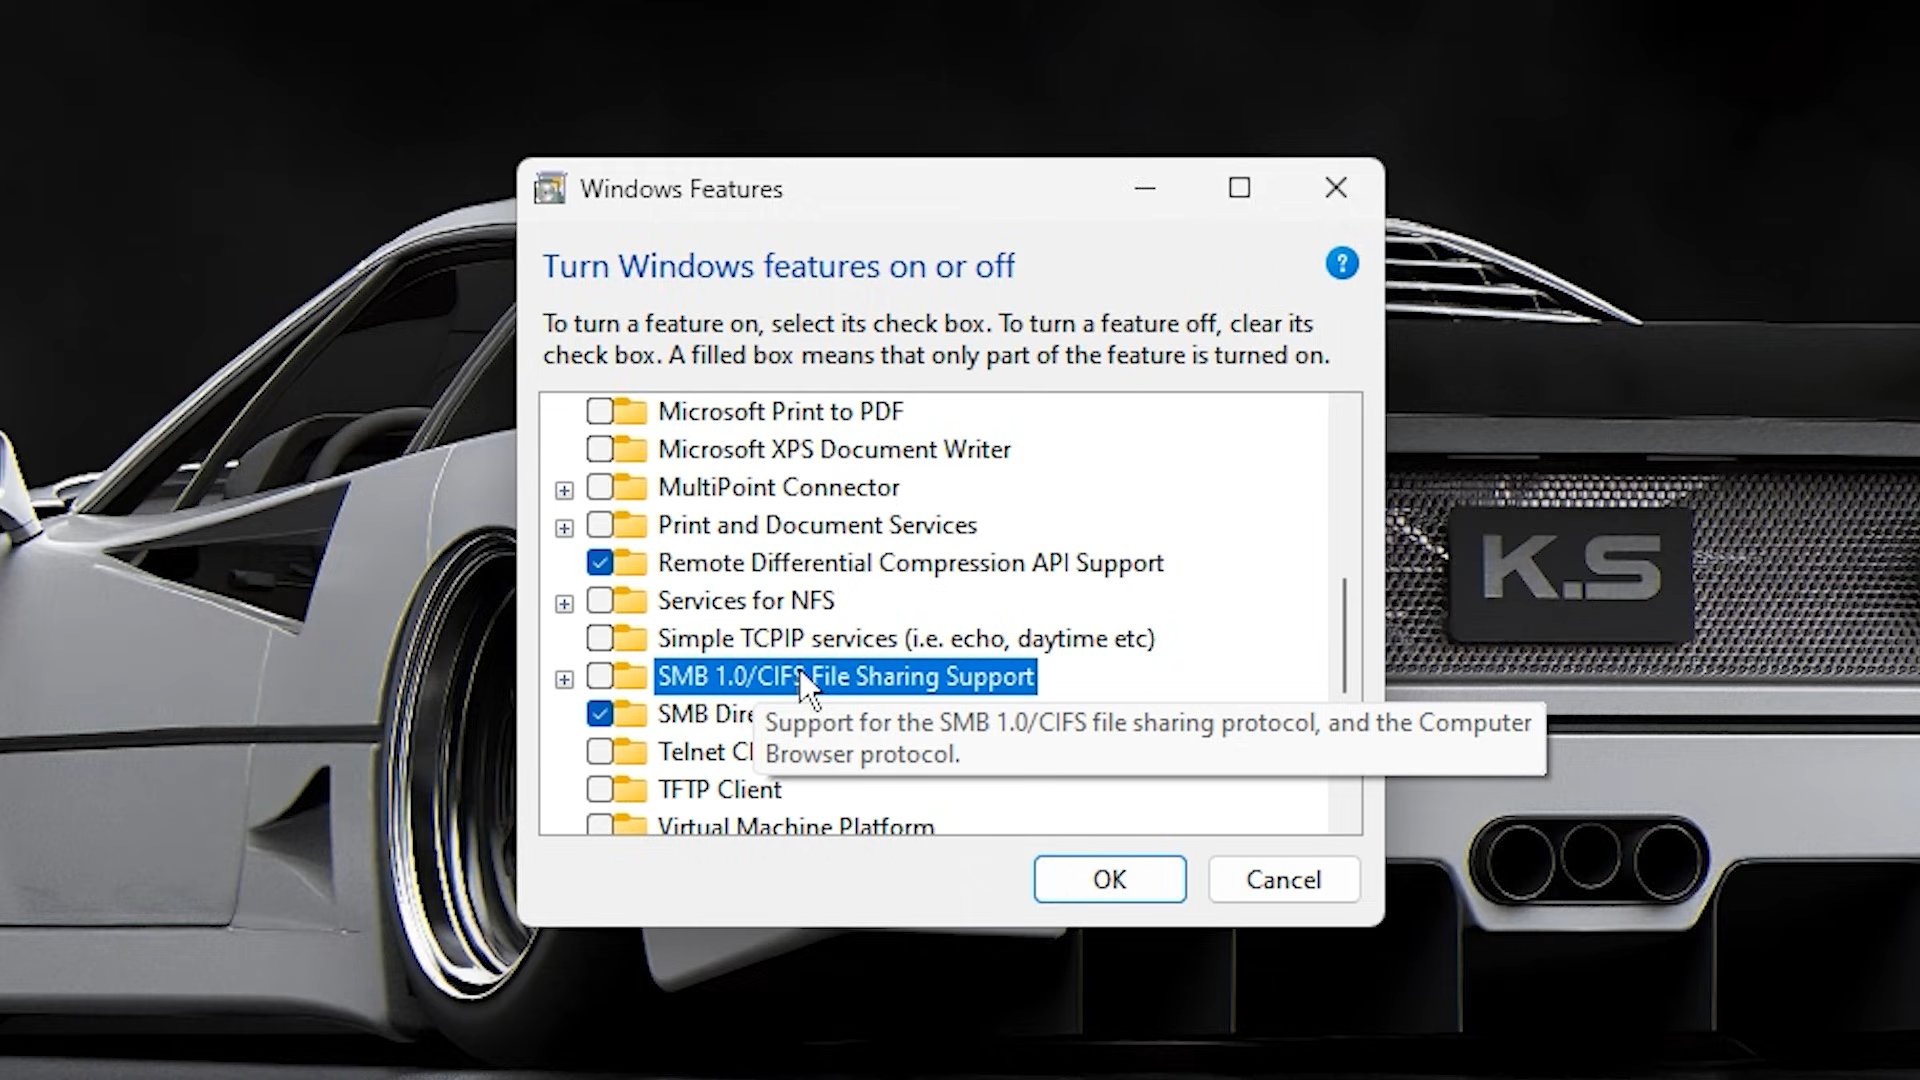 Windows Features
Turn Windows features on or off
?
To turn a feature on, select its check box. To turn a feature off, clear its
check box. A filled box means that only part of the feature is turned on.
Microsoft Print to PDF
Microsoft XPS Document Writer
MultiPoint Connector
Print and Document Services
Remote Differential Compression API Support
Services for NFS
Simple TCPIP services (i.e. echo, daytime etc)
SMB 1.0/CIFS File Sharing Support
SMB Dire
Support for the SMB 1.0/CIFS file sharing protocol, and the Computer
Browser protocol.
Telnet Cl
TFTP Client
Virtual Machine Platform
OK
Cancel
K.S